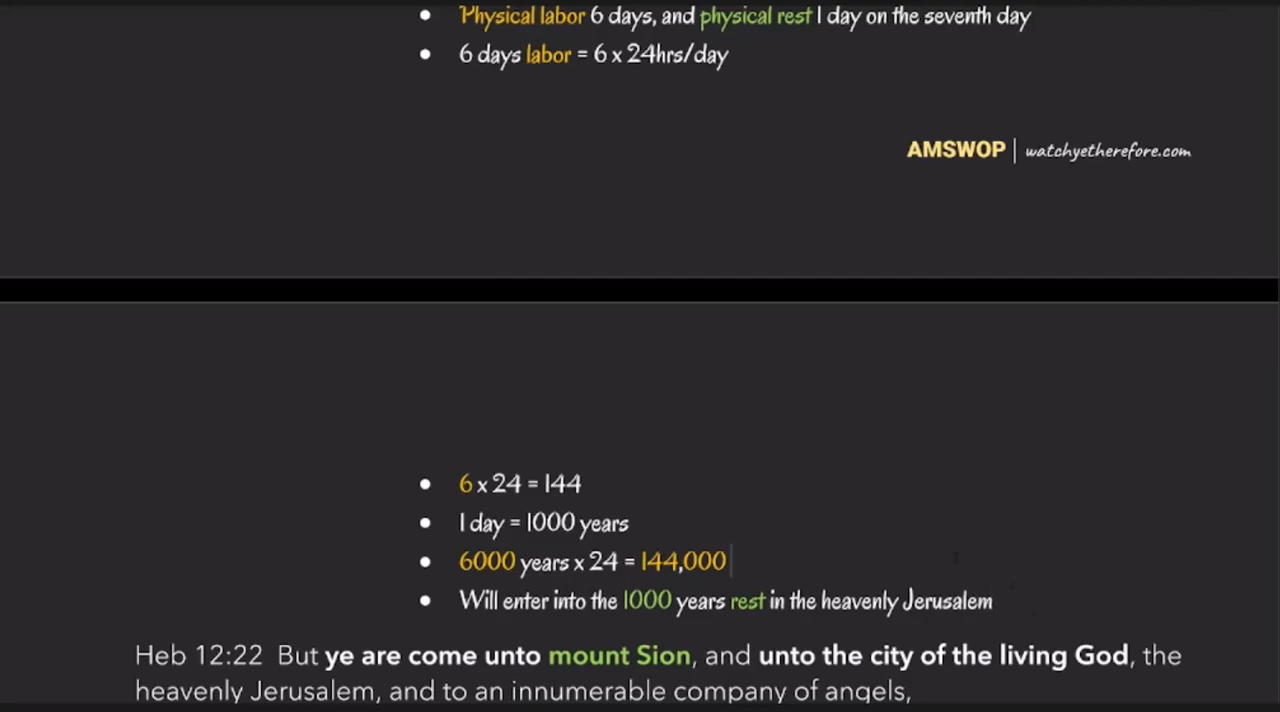 • Physical labor 6 days, and physical rest 1 day on the seventh day
• 6 days labor = 6 x 24hrs/day
AMSWOP | watchyetherefore.com
• 6 x 24 = 144
• 1 day = 1000 years
• 6000 years x 24 = 144,000
• Will enter into the 1000 years rest in the heavenly Jerusalem
Heb 12:22 But ye are come unto mount Sion, and unto the city of the living God, the
heavenly Jerusalem, and to an innumerable company of angels,